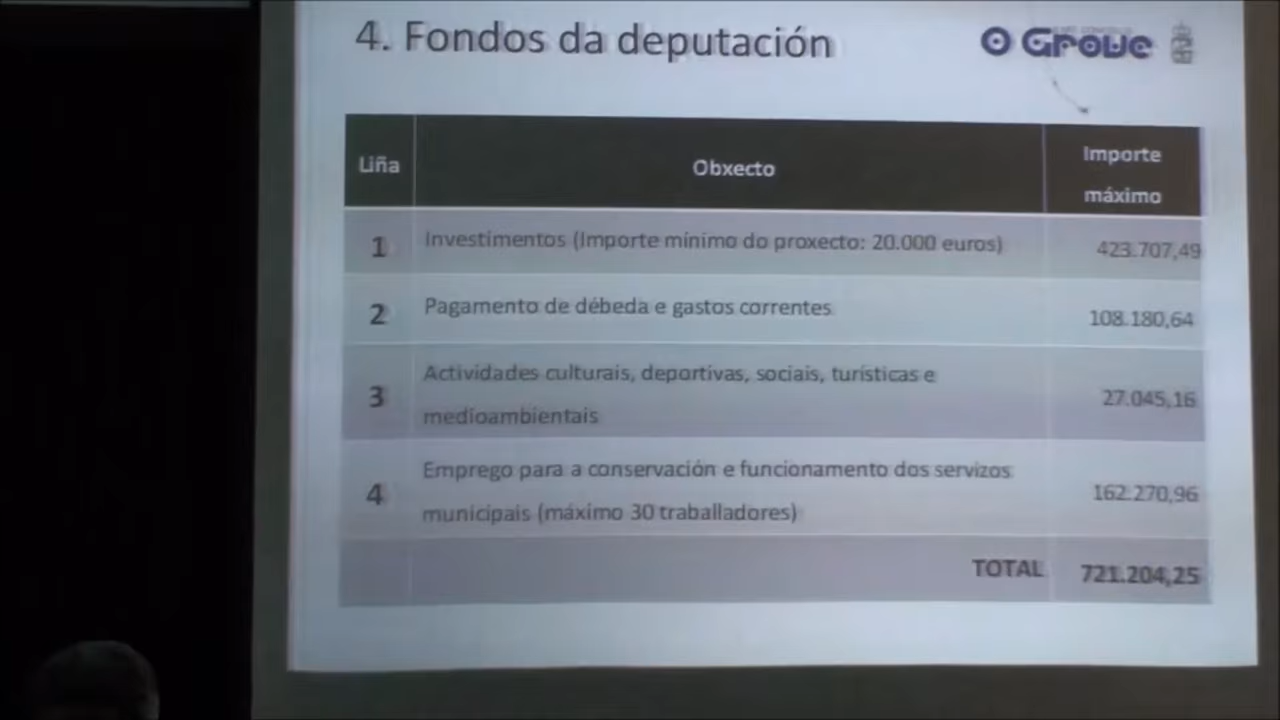 4. Fondos da deputación
O Grove
Liña Obxecto Importe máximo
1 Investimentos (Importe mínimo do proxecto: 20.000 euros) 423.707,49
2 Pagamento de débeda e gastos correntes 108.180,64
3 Actividades culturais, deportivas, sociais, turísticas e
medioambientais 27.045,16
4 Emprego para a conservación e funcionamento dos servizos
municipais (máximo 30 traballadores) 162.270,96
TOTAL 721.204,25